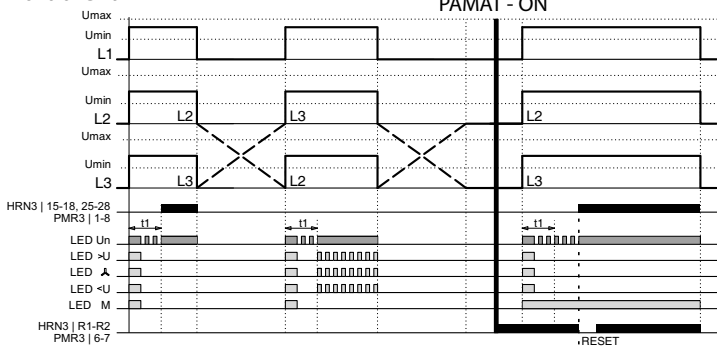 PAMAT - ON
Umax
Umin
L1
Umax
Umin
L2 L2 L3 L2
Umax
Umin
L3 L3 L2 L3
HRN3 | 15-18, 25-28
PMR3 | 1-8
t1 t1 t1
LED Un
LED >U
LED
LED <U
LED M
HRN3 | R1-R2
PMR3 | 6-7
RESET